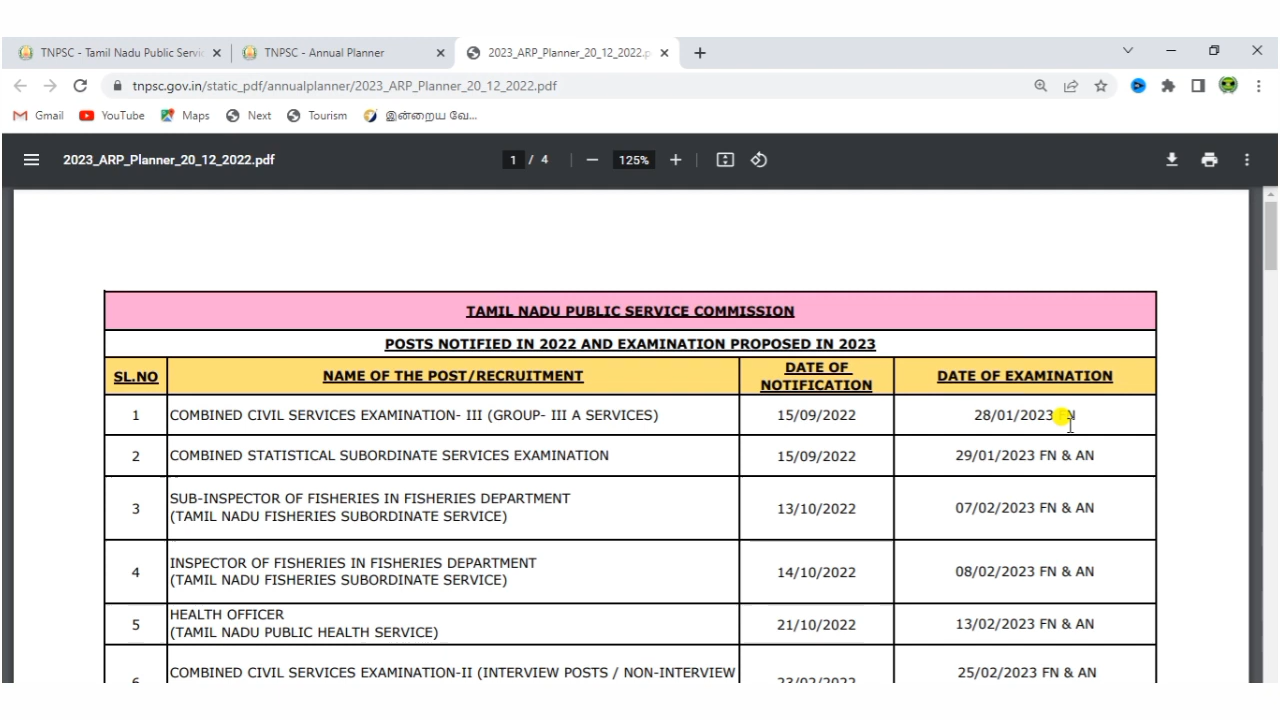 TNPSC - Tamil Nadu Public Servic
TNPSC - Annual Planner
2023_ARP_Planner_20_12_2022.p
tnpsc.gov.in/static_pdf/annualplanner/2023_ARP_Planner_20_12_2022.pdf
Gmail YouTube Maps Next Tourism இன்றைய வே...
2023_ARP_Planner_20_12_2022.pdf 1 / 4 125%
TAMIL NADU PUBLIC SERVICE COMMISSION
POSTS NOTIFIED IN 2022 AND EXAMINATION PROPOSED IN 2023
SL.NO NAME OF THE POST/RECRUITMENT DATE OF NOTIFICATION DATE OF EXAMINATION
1 COMBINED CIVIL SERVICES EXAMINATION- III (GROUP- III A SERVICES) 15/09/2022 28/01/2023 FN
2 COMBINED STATISTICAL SUBORDINATE SERVICES EXAMINATION 15/09/2022 29/01/2023 FN & AN
3 SUB-INSPECTOR OF FISHERIES IN FISHERIES DEPARTMENT
(TAMIL NADU FISHERIES SUBORDINATE SERVICE) 13/10/2022 07/02/2023 FN & AN
4 INSPECTOR OF FISHERIES IN FISHERIES DEPARTMENT
(TAMIL NADU FISHERIES SUBORDINATE SERVICE) 14/10/2022 08/02/2023 FN & AN
5 HEALTH OFFICER
(TAMIL NADU PUBLIC HEALTH SERVICE) 21/10/2022 13/02/2023 FN & AN
6 COMBINED CIVIL SERVICES EXAMINATION-II (INTERVIEW POSTS / NON-INTERVIEW 23/02/2022 25/02/2023 FN & AN